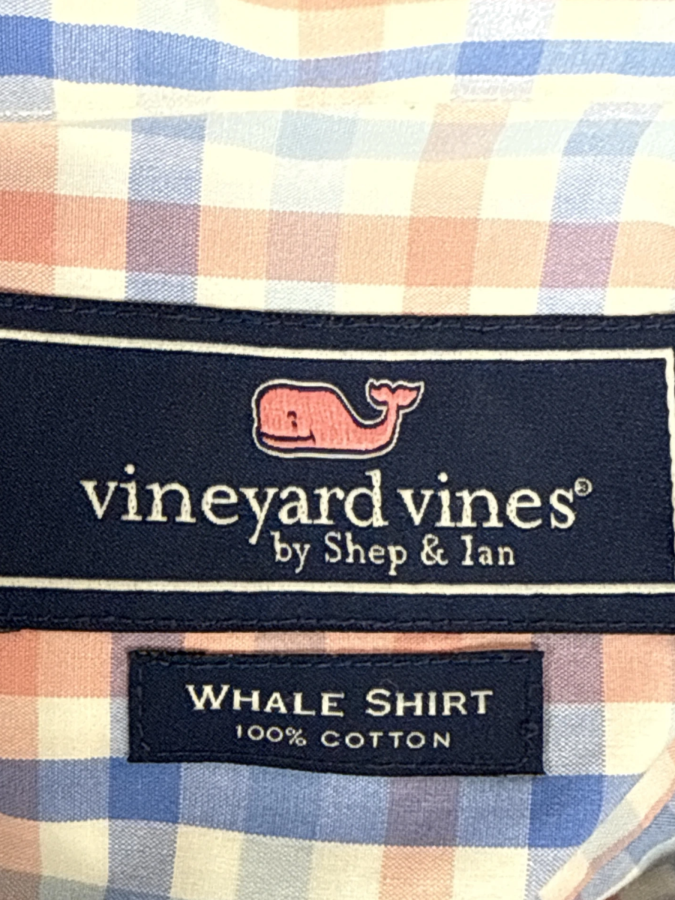 vineyard vines®
by Shep & Ian
WHALE SHIRT
100% COTTON